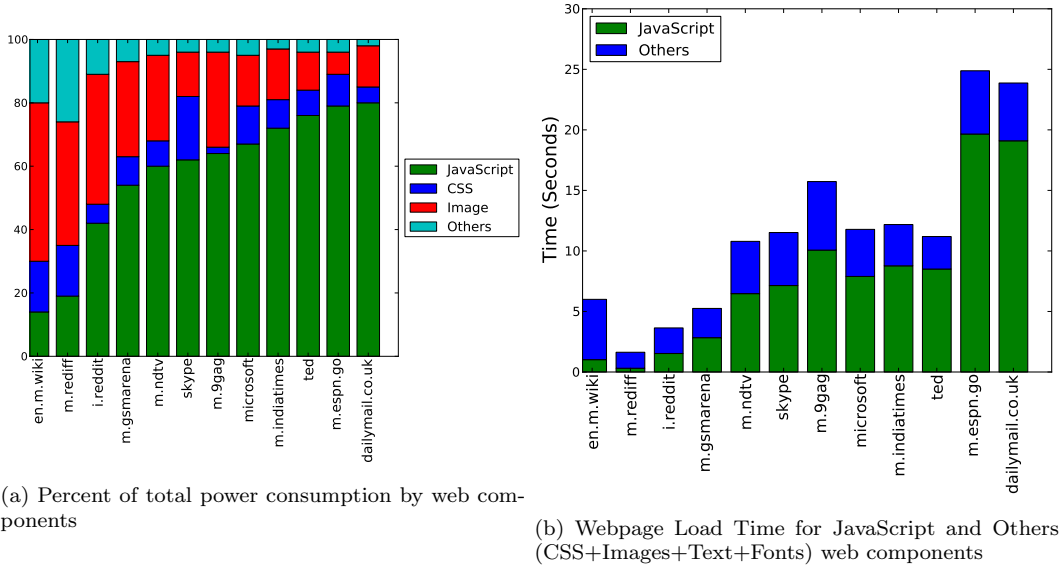 100
80
60
40
20
0
en.m.wiki
m.rediff
i.reddit
m.gsmarena
m.ndtv
skype
m.9gag
microsoft
m.indiatimes
ted
m.espn.go
dailymail.co.uk
JavaScript
CSS
Image
Others
(a) Percent of total power consumption by web com-
ponents
30
25
20
15
10
5
0
Time (Seconds)
JavaScript
Others
en.m.wiki
m.rediff
i.reddit
m.gsmarena
m.ndtv
skype
m.9gag
microsoft
m.indiatimes
ted
m.espn.go
dailymail.co.uk
(b) Webpage Load Time for JavaScript and Others
(CSS+Images+Text+Fonts) web components